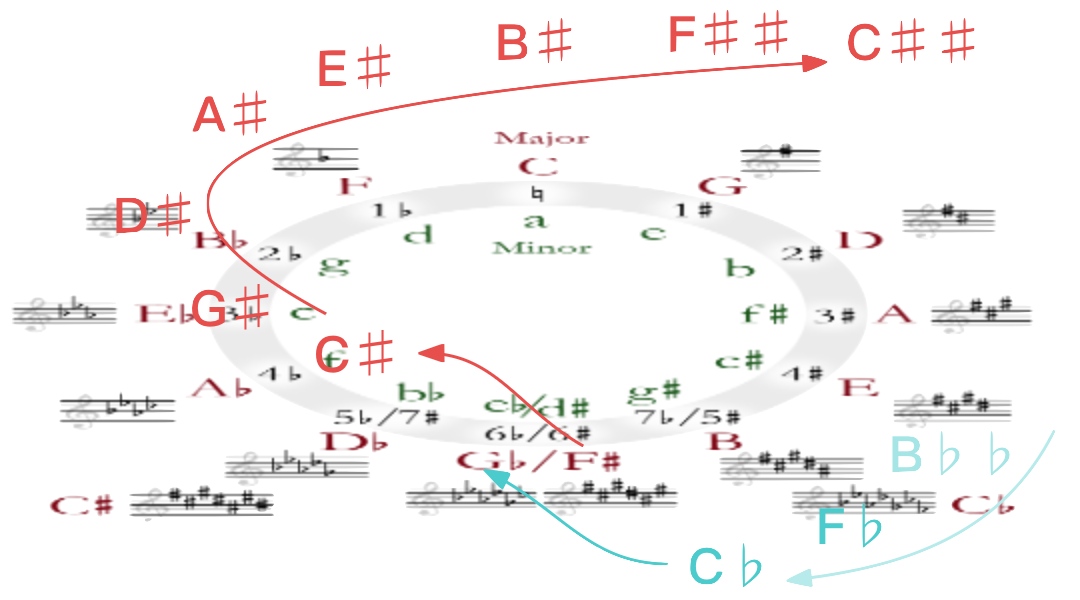 B♯ F♯♯ C♯♯
E♯
A♯
Major
C
F ♮ G
1♭ a 1♯
d Minor e
D♯
B♭ 2♭ 2♯ D
g b
E♭ G♯ 3♭ c f♯ 3♯ A
C♯ f c♯
A♭ 4♭ 4♯ E
b♭ g♯
e♭/d♯
5♭/7♯ 6♭/6♯ 7♭/5♯
D♭ B
G♭/F♯
B♭♭
C♯ C♭
F♭
C♭